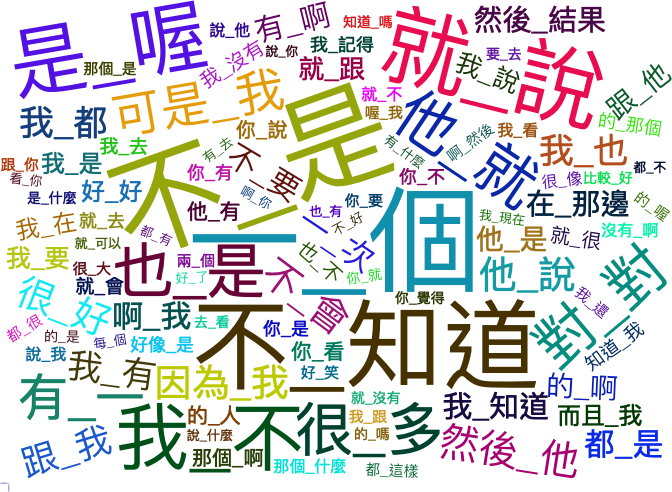 是_喔
說_他
有_啊
知道_嗎
然後_結果
那個_是
我_沒有
說_你
我_記得
就_跟
就_說
要_去
我_說
跟_他
可是_我
就_不
喔_我
的_那個
我_都
不_是
他_就
你_說
我_看
我_去
有_去
不_要
有_什麼
啊_然後
我_也
都_不
跟_你
我_是
看_你
你_有
你_不
很_像
比較_好
是_什麼
好_好
啊_你
你_要
一_個
在_那邊
的_喔
他_有
也_有
不_好
我_現在
我_在
就_去
都_有
一_次
他_是
就_很
沒有_啊
就_可以
也_是
也_不
我_要
很_大
兩_個
不_會
你_就
他_說
對_對
就_會
好_了
你_覺得
我_還
很_好
啊_我
去_看
你_是
不_知道
都_很
的_是
每_個
好像_是
你_看
知道_我
說_我
我_有
好_笑
有_一
因為_我
就_沒有
我_知道
的_啊
我_不
的_人
很_多
我_跟
而且_我
說_什麼
的_嗎
跟_我
那個_啊
那個_什麼
都_這樣
然後_他
都_是